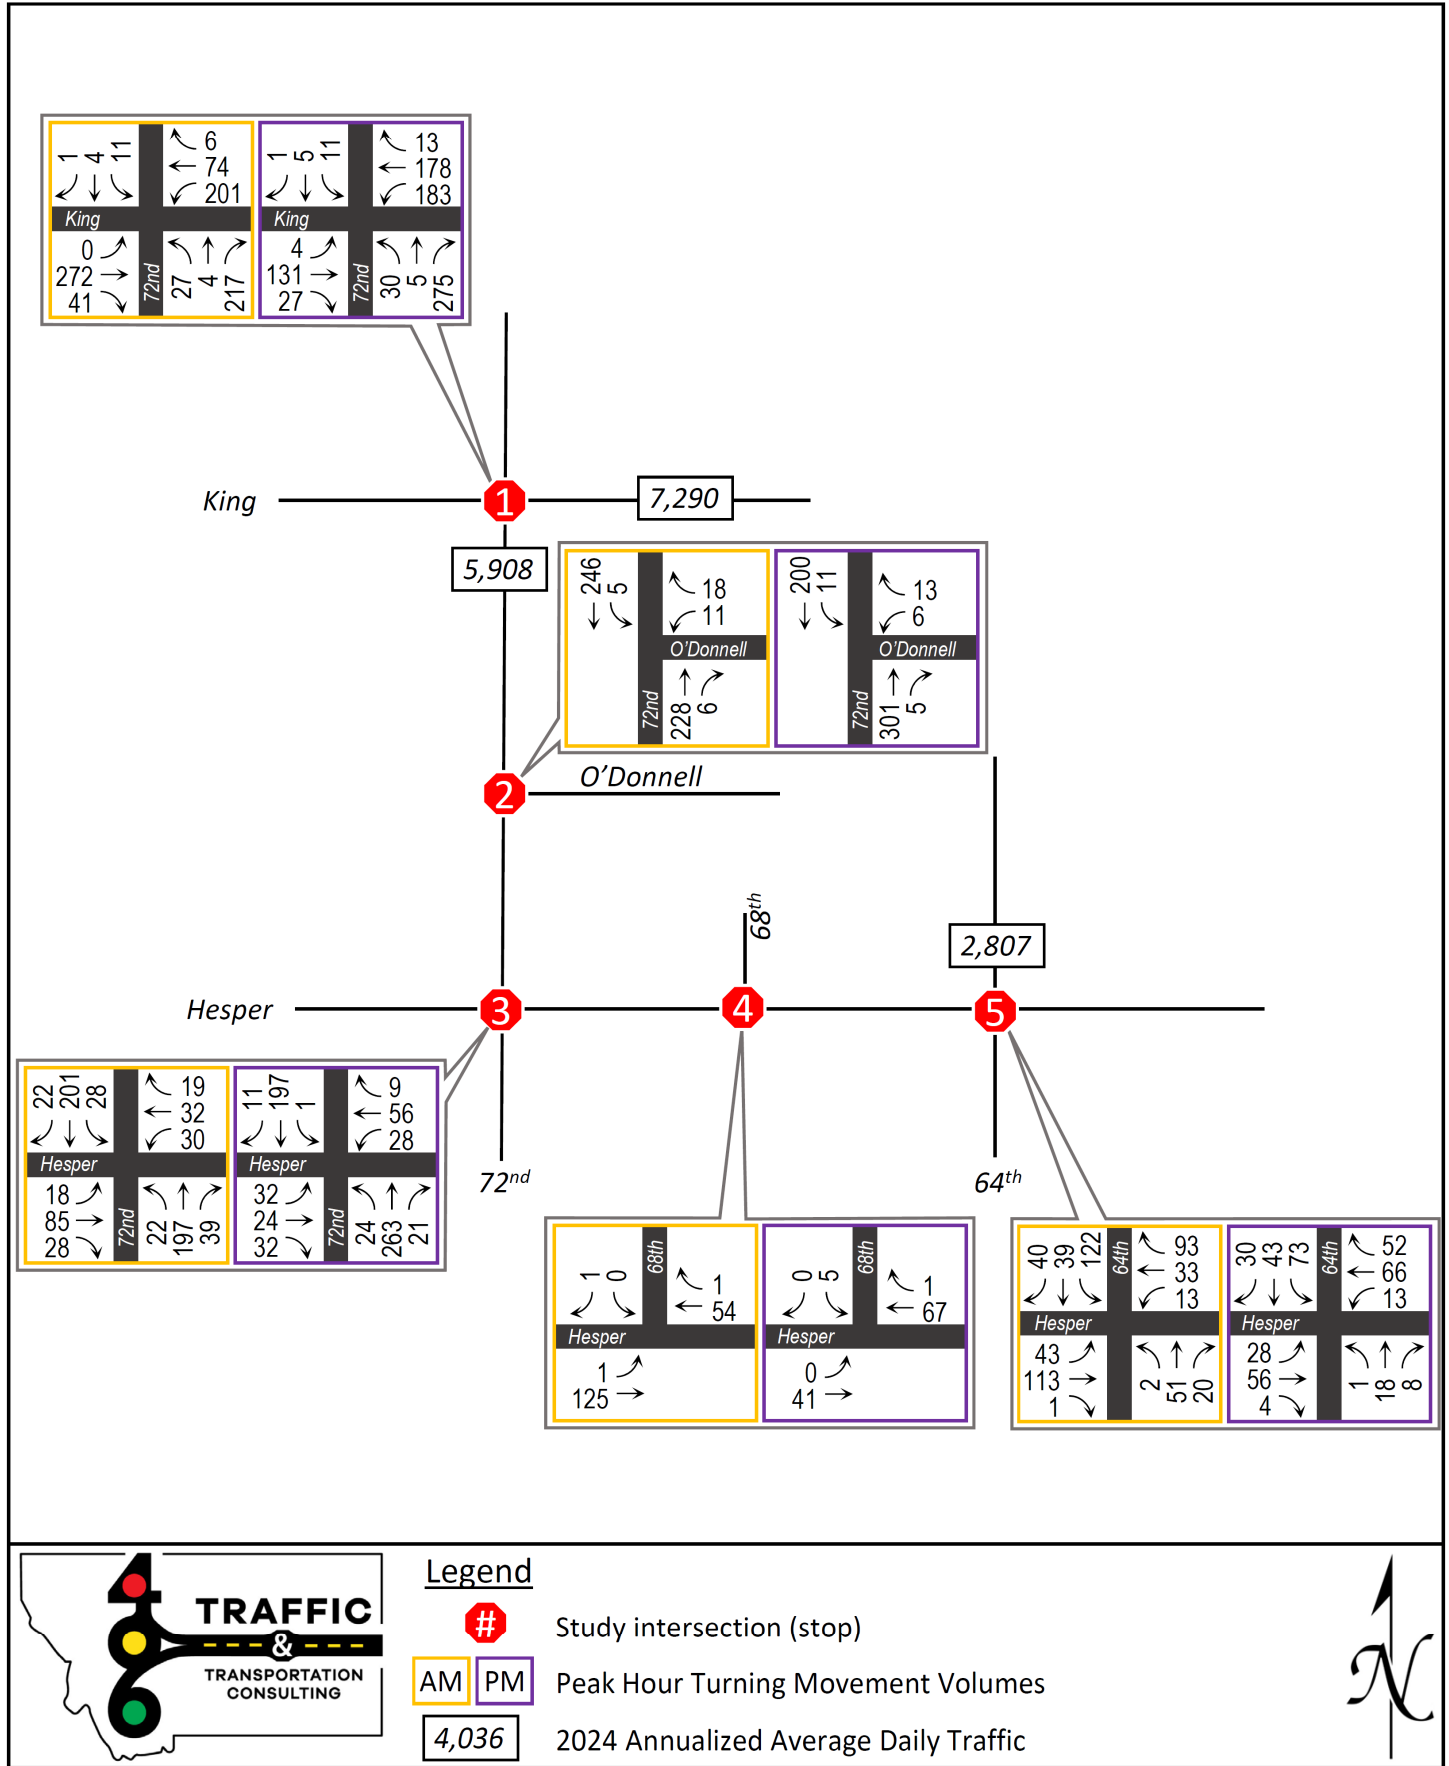 1 4 11
6
74
201
King
0
272
41
72nd
27 4 217
1 5 11
13
178
183
King
4
131
27
72nd
30 5 275
King
1
7,290
5,908
246 5
18
11
O'Donnell
72nd
228 6
200 11
13
6
O'Donnell
72nd
301 5
2
O'Donnell
68th
2,807
Hesper
3
4
5
22 201 28
19
32
30
Hesper
18
85
28
72nd
22 197 39
11 197 1
9
56
28
Hesper
32
24
32
72nd
24 263 21
72nd
64th
1 0
68th
1
54
Hesper
1
125
0 5
68th
1
67
Hesper
0
41
40 39 122
64th
93
33
13
Hesper
43
113
1
2 51 20
30 43 73
64th
52
66
13
Hesper
28
56
4
1 18 8
406
TRAFFIC
&
TRANSPORTATION
CONSULTING
Legend
# Study intersection (stop)
AM PM Peak Hour Turning Movement Volumes
4,036 2024 Annualized Average Daily Traffic
N